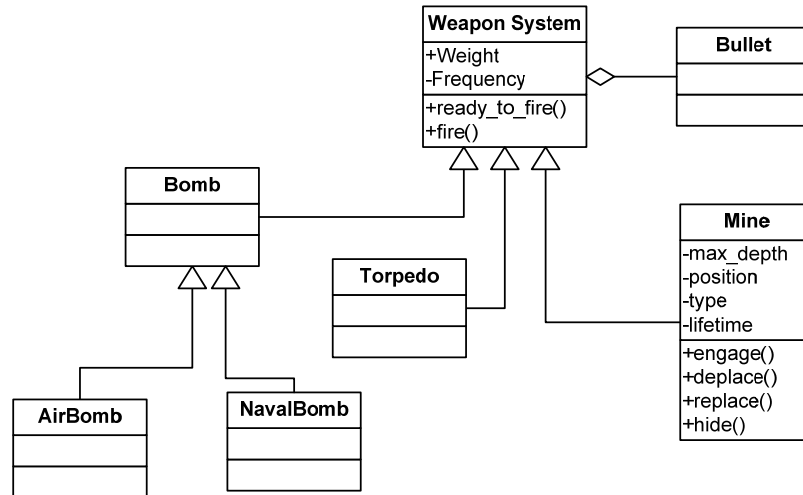 Weapon System
+Weight
-Frequency
+ready_to_fire()
+fire()
Bullet
Bomb
Torpedo
Mine
-max_depth
-position
-type
-lifetime
+engage()
+deplace()
+replace()
+hide()
AirBomb
NavalBomb